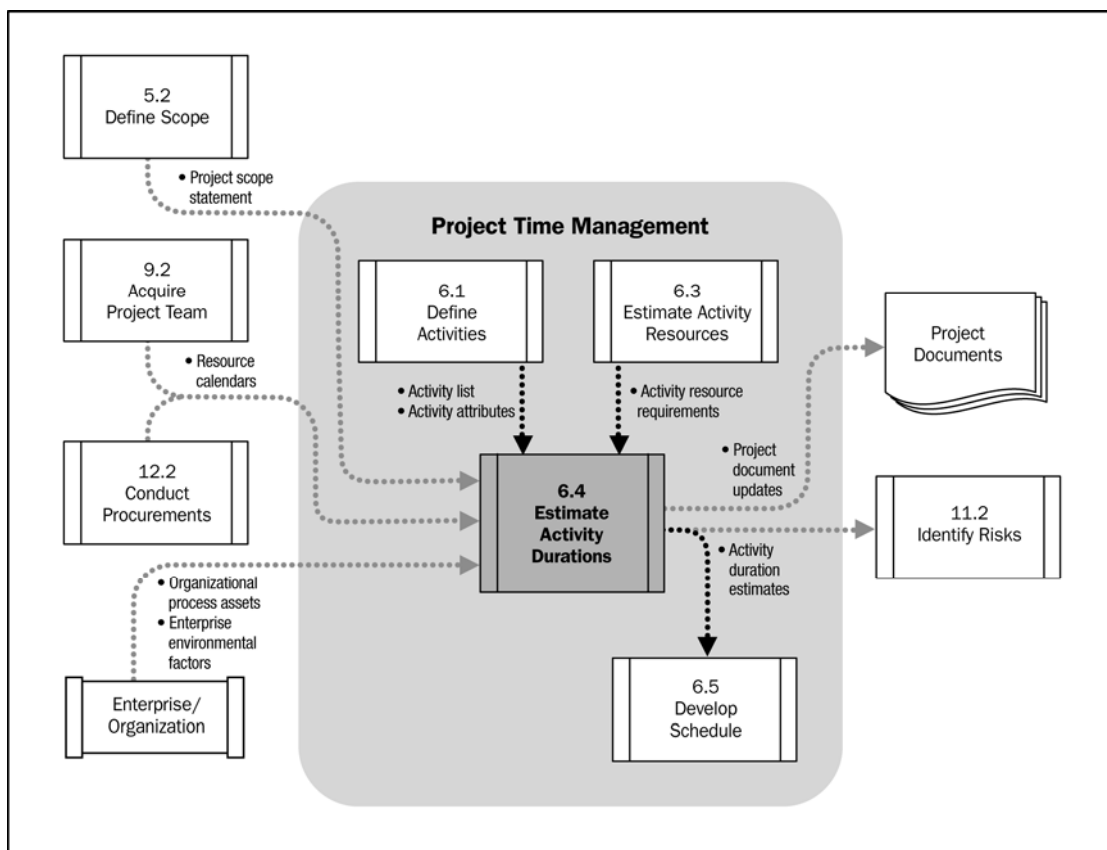 5.2
Define Scope
• Project scope
statement
Project Time Management
9.2
Acquire
Project Team
6.1
Define
Activities
6.3
Estimate Activity
Resources
Project
Documents
• Resource
calendars
• Activity list
• Activity attributes
• Activity resource
requirements
12.2
Conduct
Procurements
6.4
Estimate
Activity
Durations
• Project
document
updates
11.2
Identify Risks
• Activity
duration
estimates
• Organizational
process assets
• Enterprise
environmental
factors
Enterprise/
Organization
6.5
Develop
Schedule